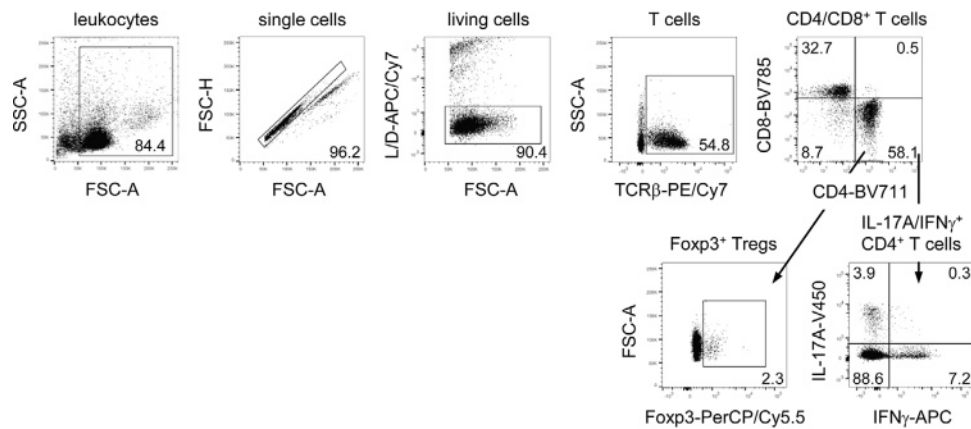 leukocytes
single cells
living cells
T cells
CD4/CD8⁺ T cells
SSC-A
84.4
FSC-A
FSC-H
96.2
FSC-A
L/D-APC/Cy7
90.4
FSC-A
SSC-A
54.8
TCRβ-PE/Cy7
CD8-BV785
32.7
0.5
8.7
58.1
CD4-BV711
Foxp3⁺ Tregs
FSC-A
2.3
Foxp3-PerCP/Cy5.5
IL-17A/IFNγ⁺
CD4⁺ T cells
IL-17A-V450
3.9
0.3
88.6
7.2
IFNγ-APC